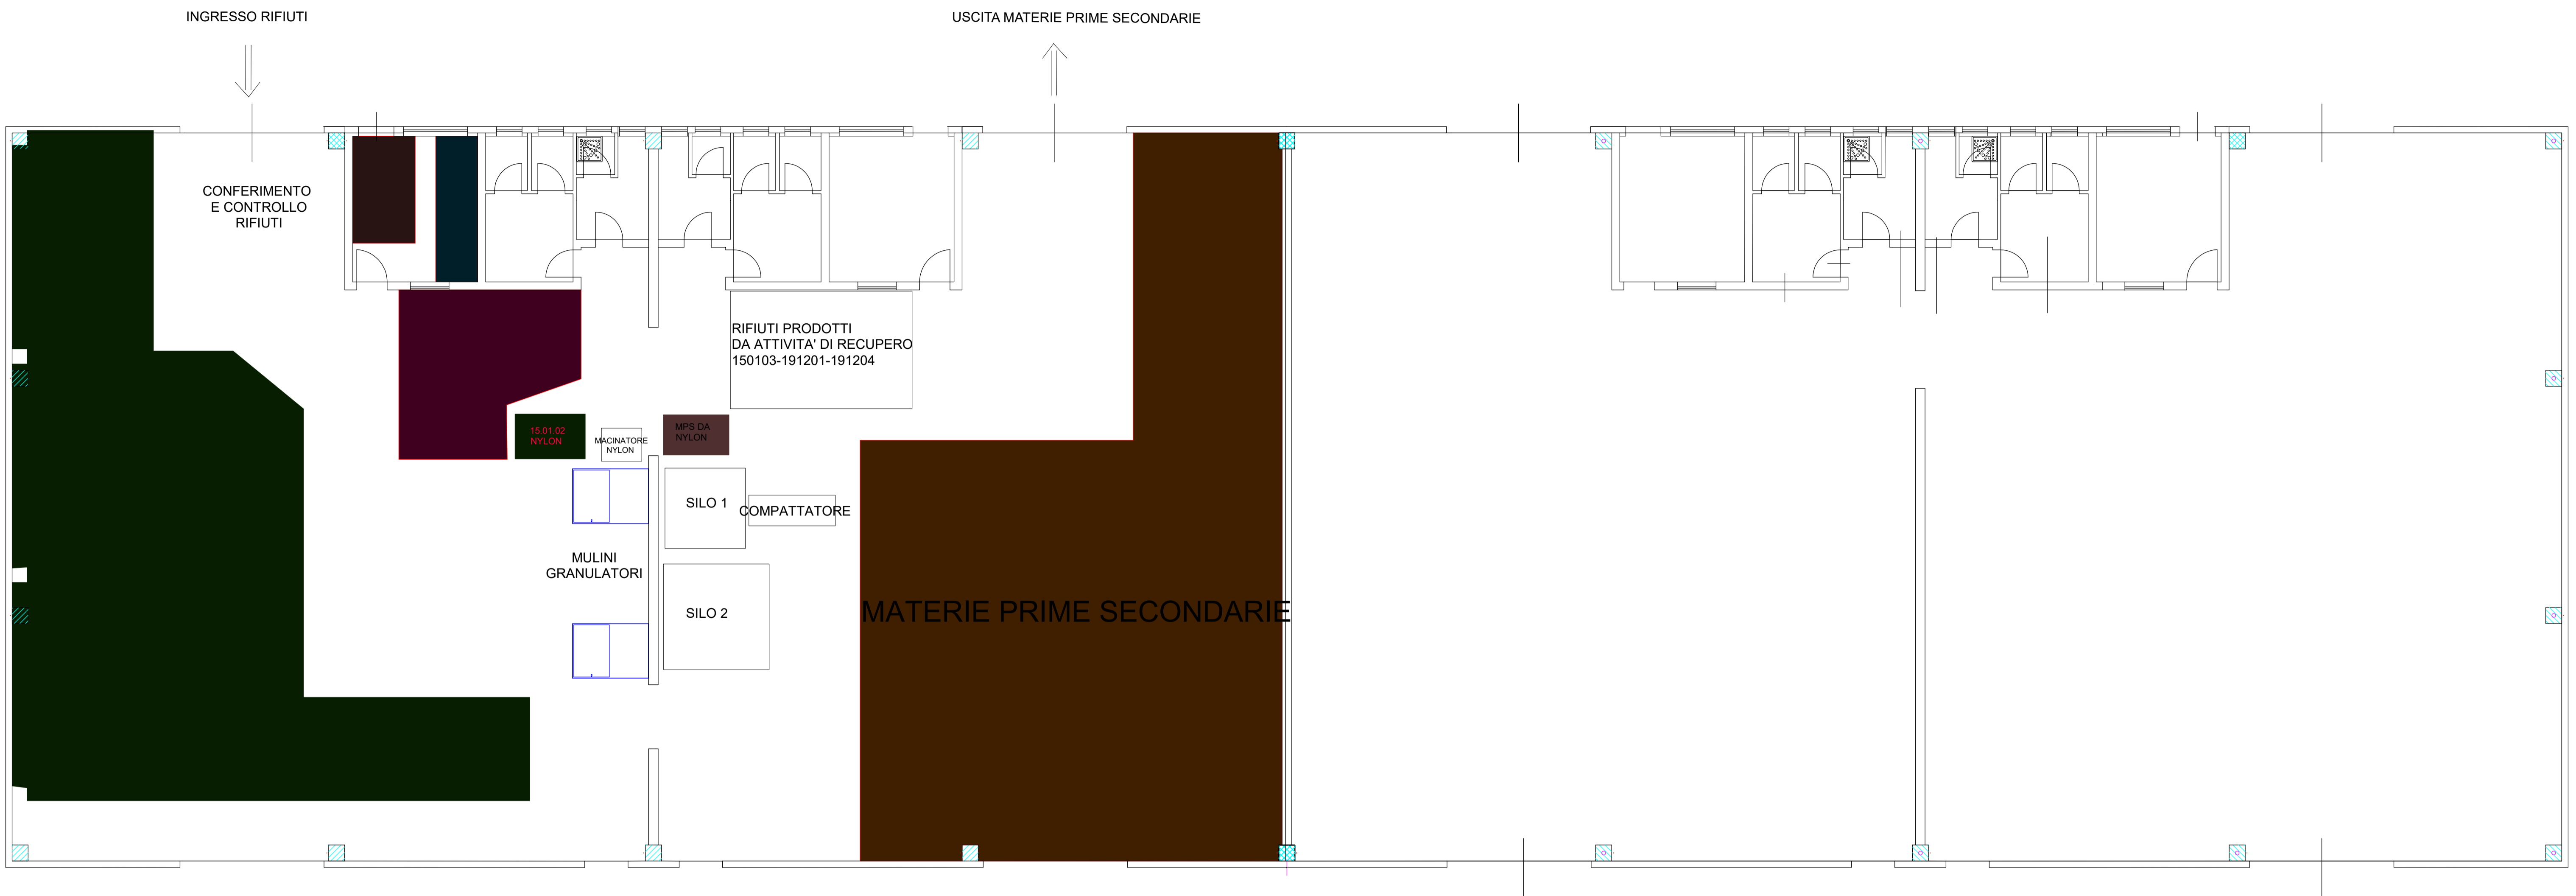 INGRESSO RIFIUTI
USCITA MATERIE PRIME SECONDARIE
CONFERIMENTO
E CONTROLLO
RIFIUTI
RIFIUTI PRODOTTI
DA ATTIVITA' DI RECUPERO
150103-191201-191204
15.01.02
NYLON
MACINATORE
NYLON
MPS DA
NYLON
SILO 1
COMPATTATORE
MULINI
GRANULATORI
SILO 2
MATERIE PRIME SECONDARIE